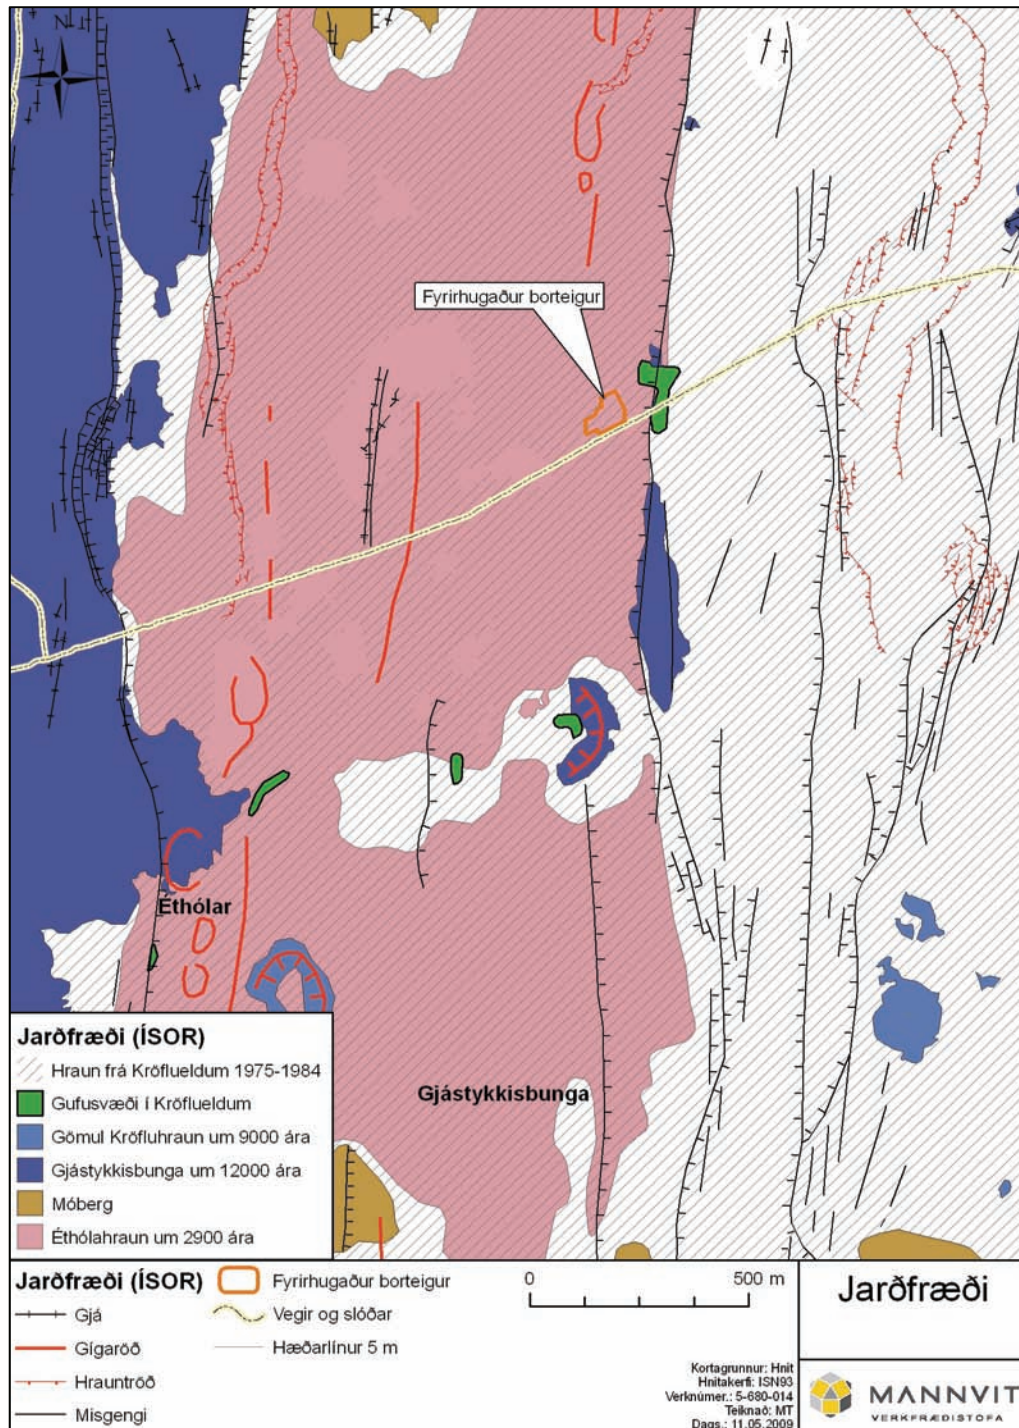 N
Fyrirhugaður borteigur
Éthólar
Gjástykkisbunga
Jarðfræði (ÍSOR)
Hraun frá Kröflueldum 1975-1984
Gufusvæði í Kröflueldum
Gömul Kröfluhraun um 9000 ára
Gjástykkisbunga um 12000 ára
Móberg
Éthólahraun um 2900 ára
Jarðfræði (ÍSOR)
Gjá
Gígaröð
Hrauntröð
Misgengi
Fyrirhugaður borteigur
Vegir og slóðar
Hæðarlínur 5 m
0 500 m
Kortagrunnur: Hnit
Hnitakerfi: ISN93
Verknúmer.: 5-680-014
Teiknað: MT
Dags.: 11.05.2009
Jarðfræði
MANNVIT
VERKFRÆÐISTOFA